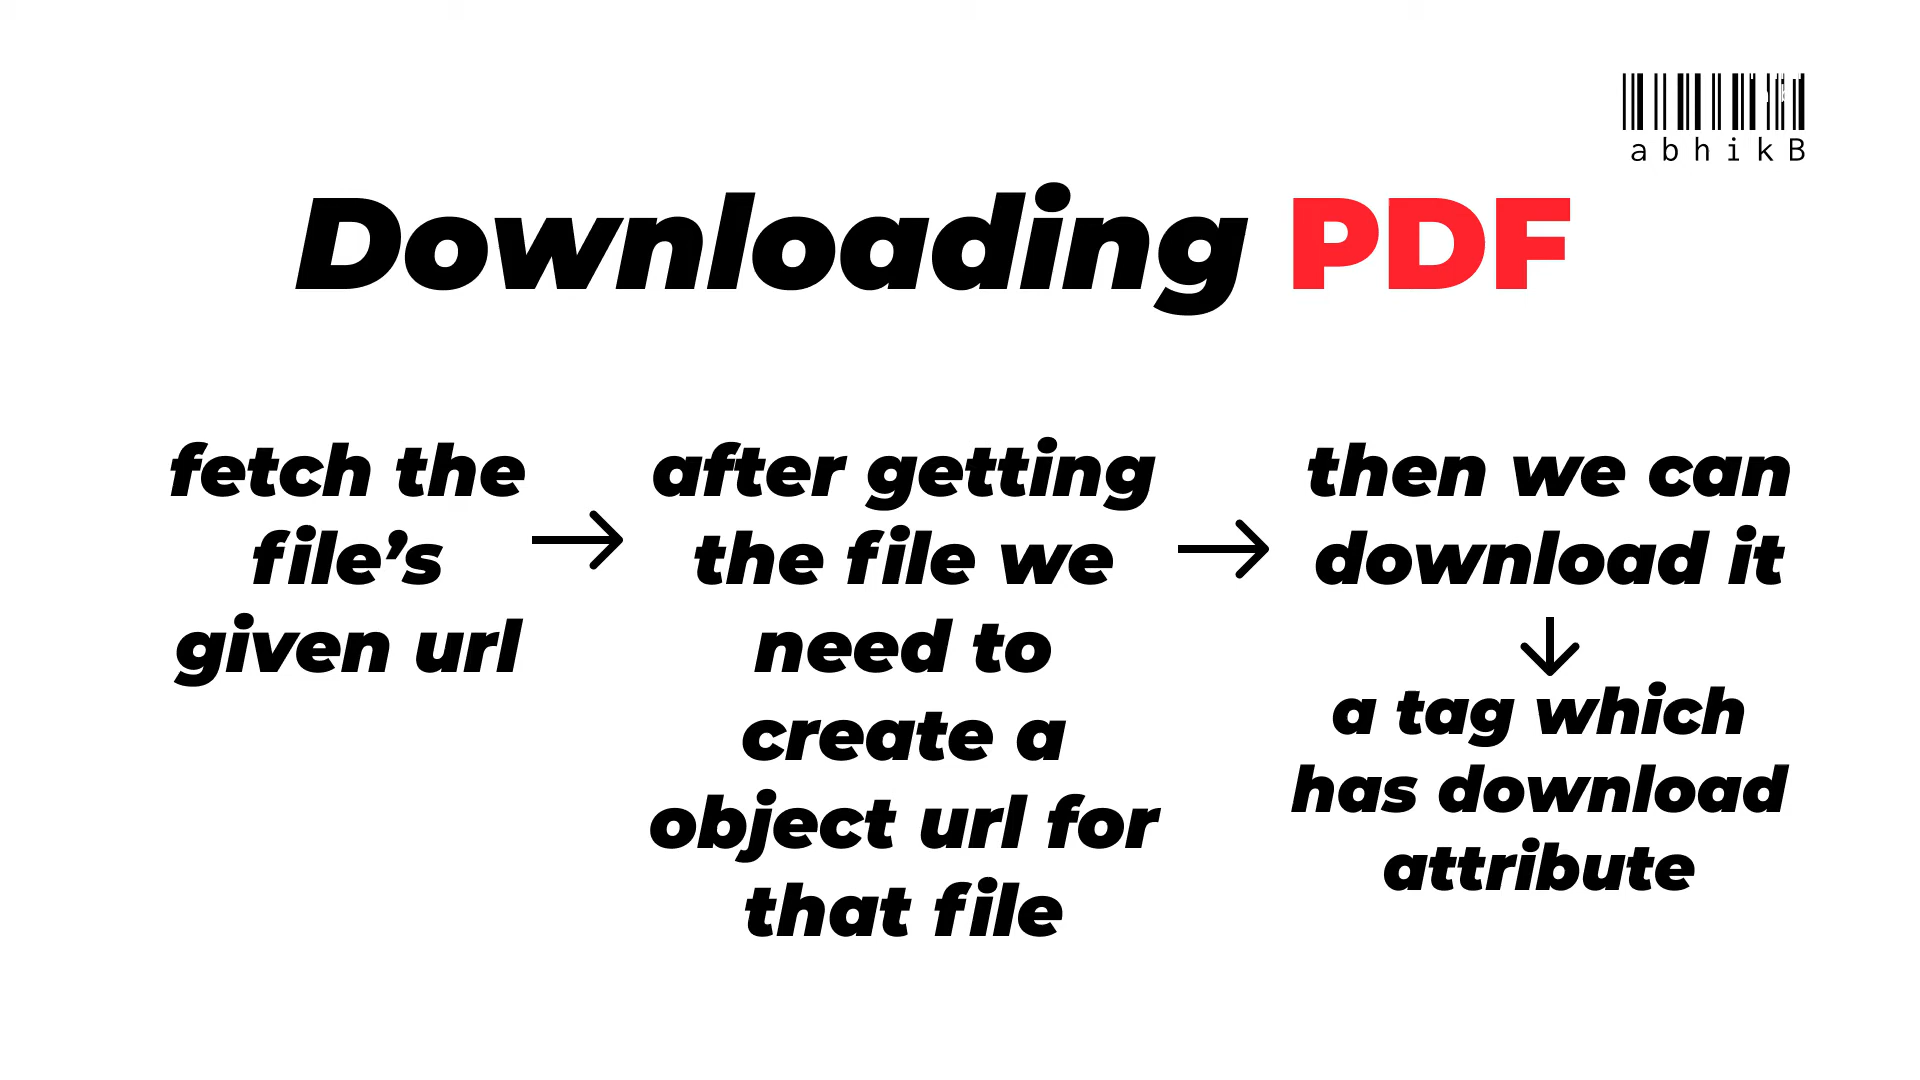 abhikB
Downloading PDF
fetch the
file’s
given url
after getting
the file we
need to
create a
object url for
that file
then we can
download it
a tag which
has download
attribute